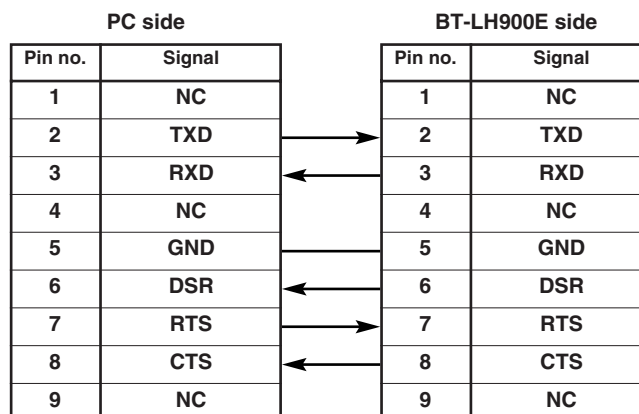 PC side BT-LH900E side
Pin no. Signal Pin no. Signal
1 NC 1 NC
2 TXD 2 TXD
3 RXD 3 RXD
4 NC 4 NC
5 GND 5 GND
6 DSR 6 DSR
7 RTS 7 RTS
8 CTS 8 CTS
9 NC 9 NC